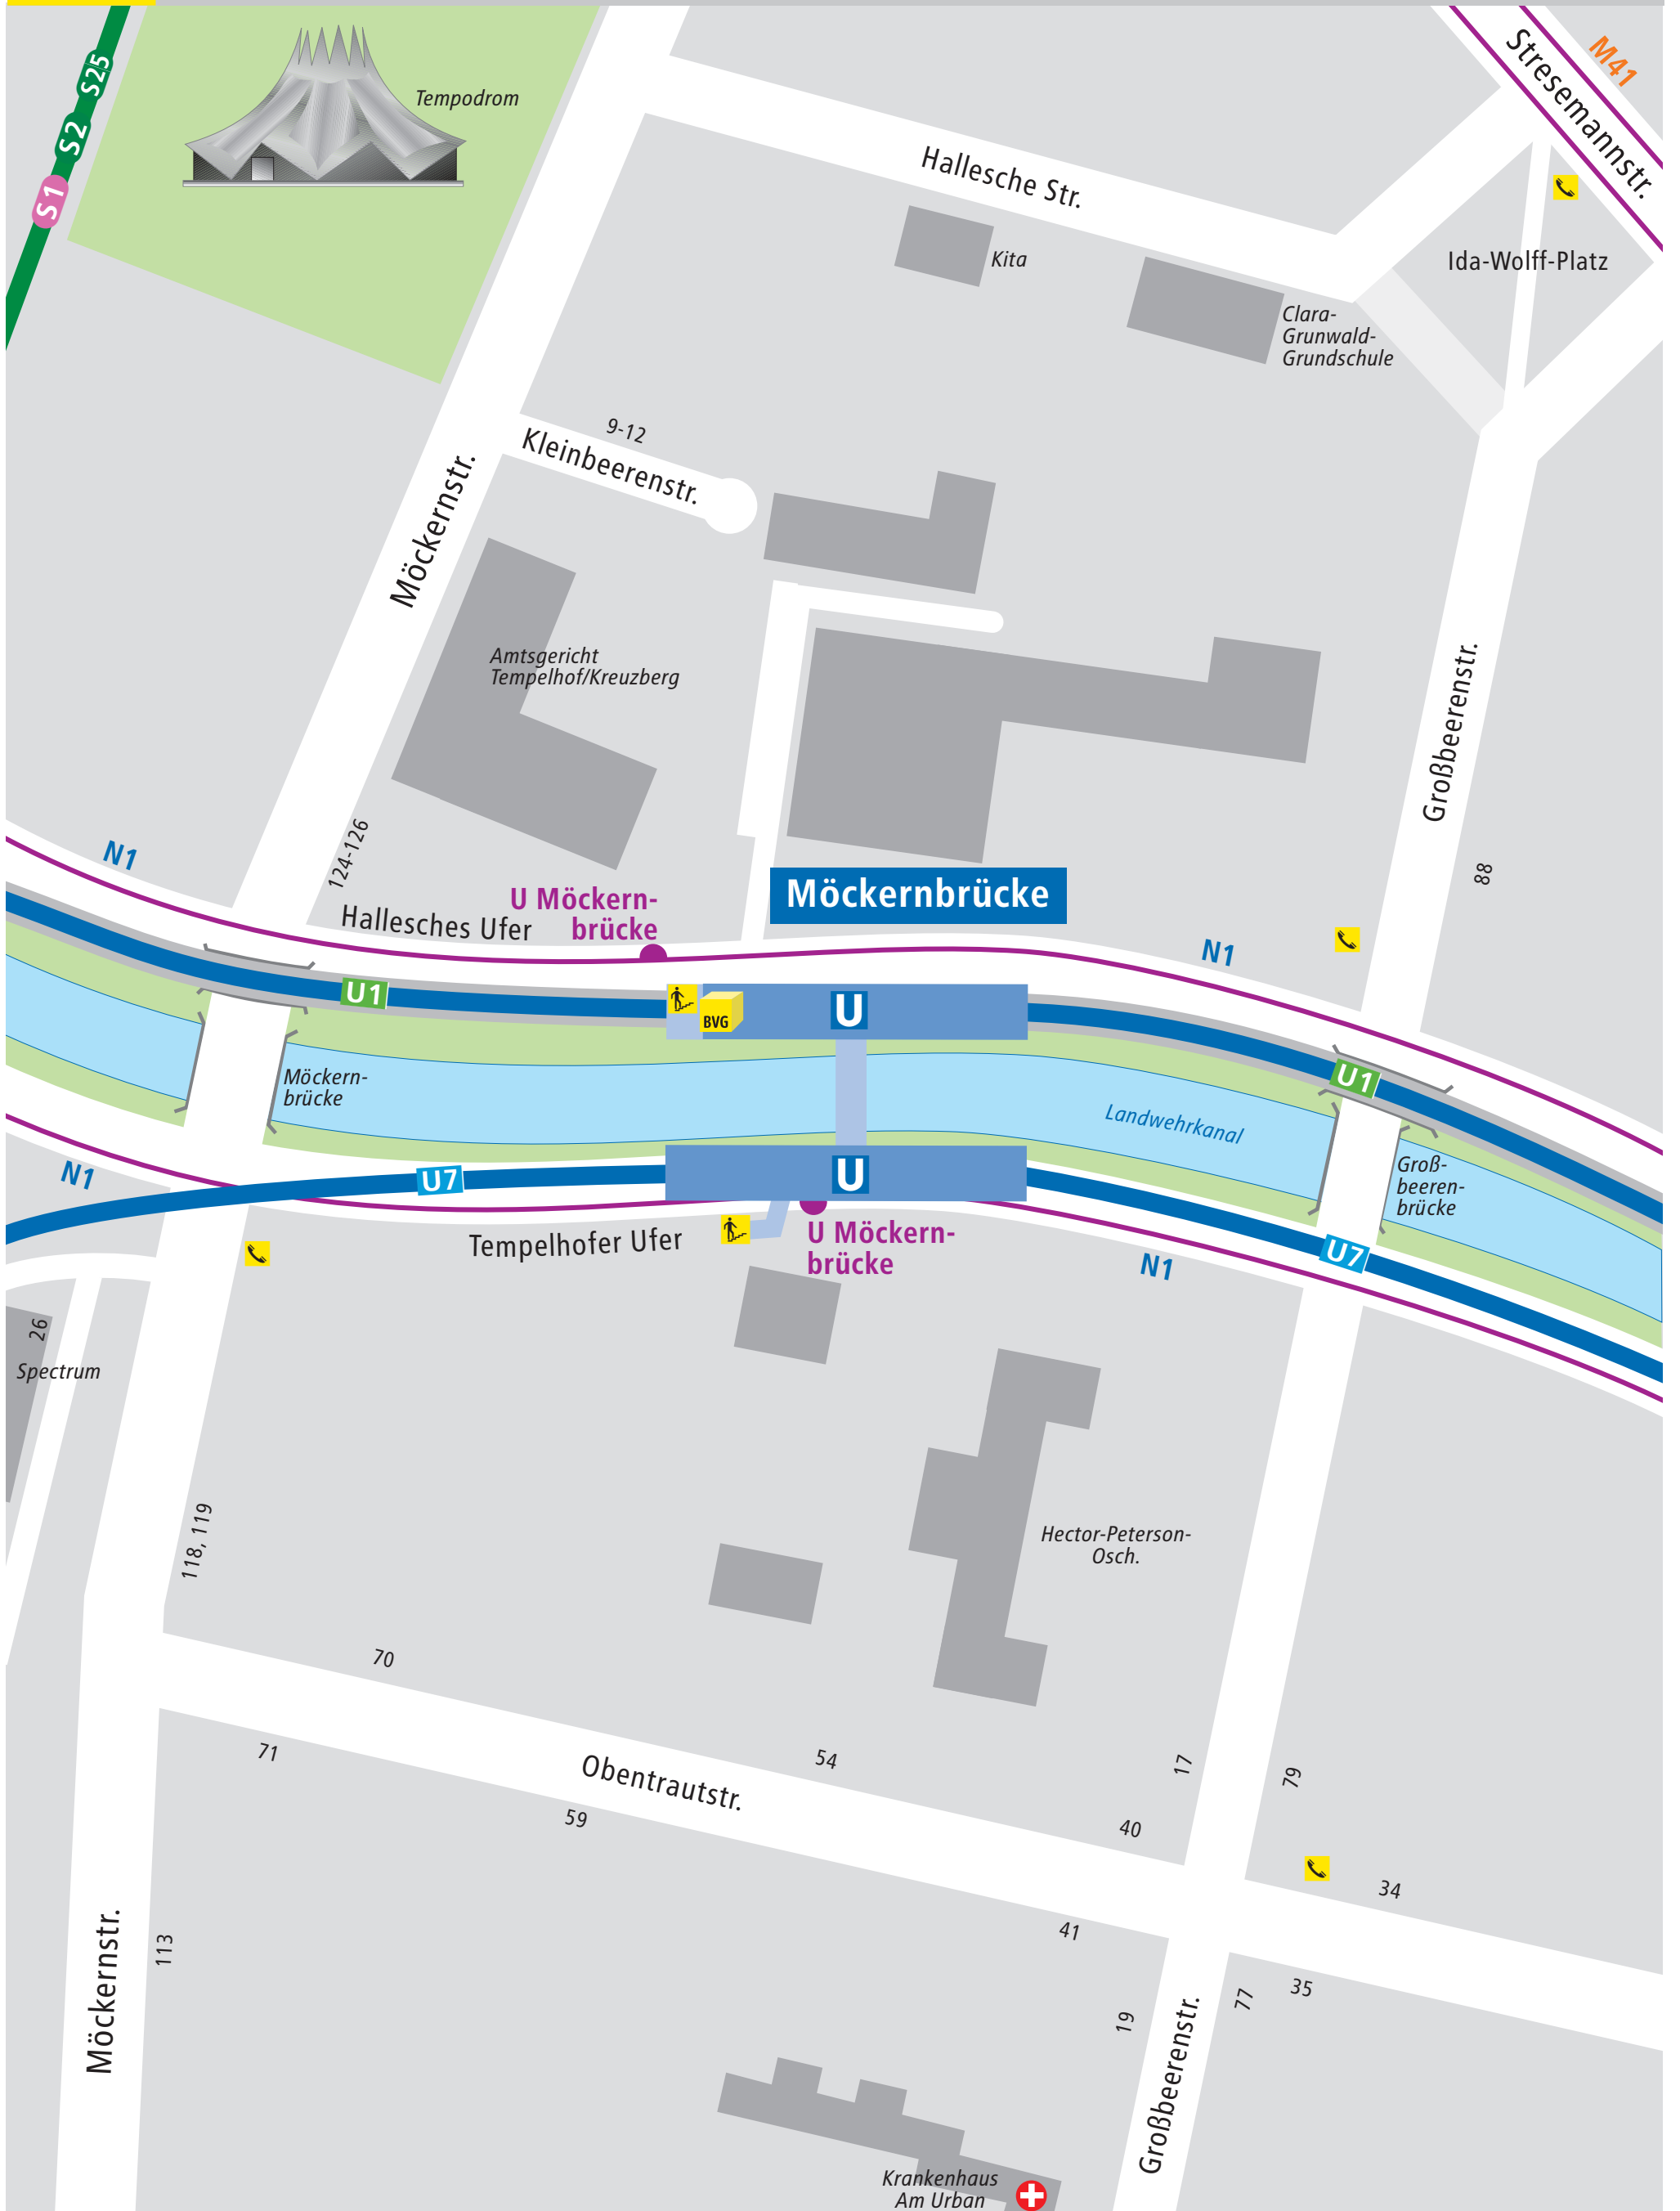 S25
S2
S1
Tempodrom
Stresemannstr.
M41
Hallesche Str.
Kita
Ida-Wolff-Platz
Clara-
Grunwald-
Grundschule
9-12
Kleinbeerenstr.
Möckernstr.
Amtsgericht
Tempelhof/Kreuzberg
Großbeerenstr.
124-126
88
N1
U Möckern-
brücke
Möckernbrücke
Hallesches Ufer
N1
U1
BVG
U
U1
Möckern-
brücke
Landwehrkanal
Groß-
beeren-
brücke
N1
U7
U
Tempelhofer Ufer
U Möckern-
brücke
N1
U7
26
Spectrum
118, 119
Hector-Peterson-
Osch.
70
71
Obentrautstr.
54
59
17
79
40
34
41
35
Möckernstr.
113
19
77
Großbeerenstr.
Krankenhaus
Am Urban